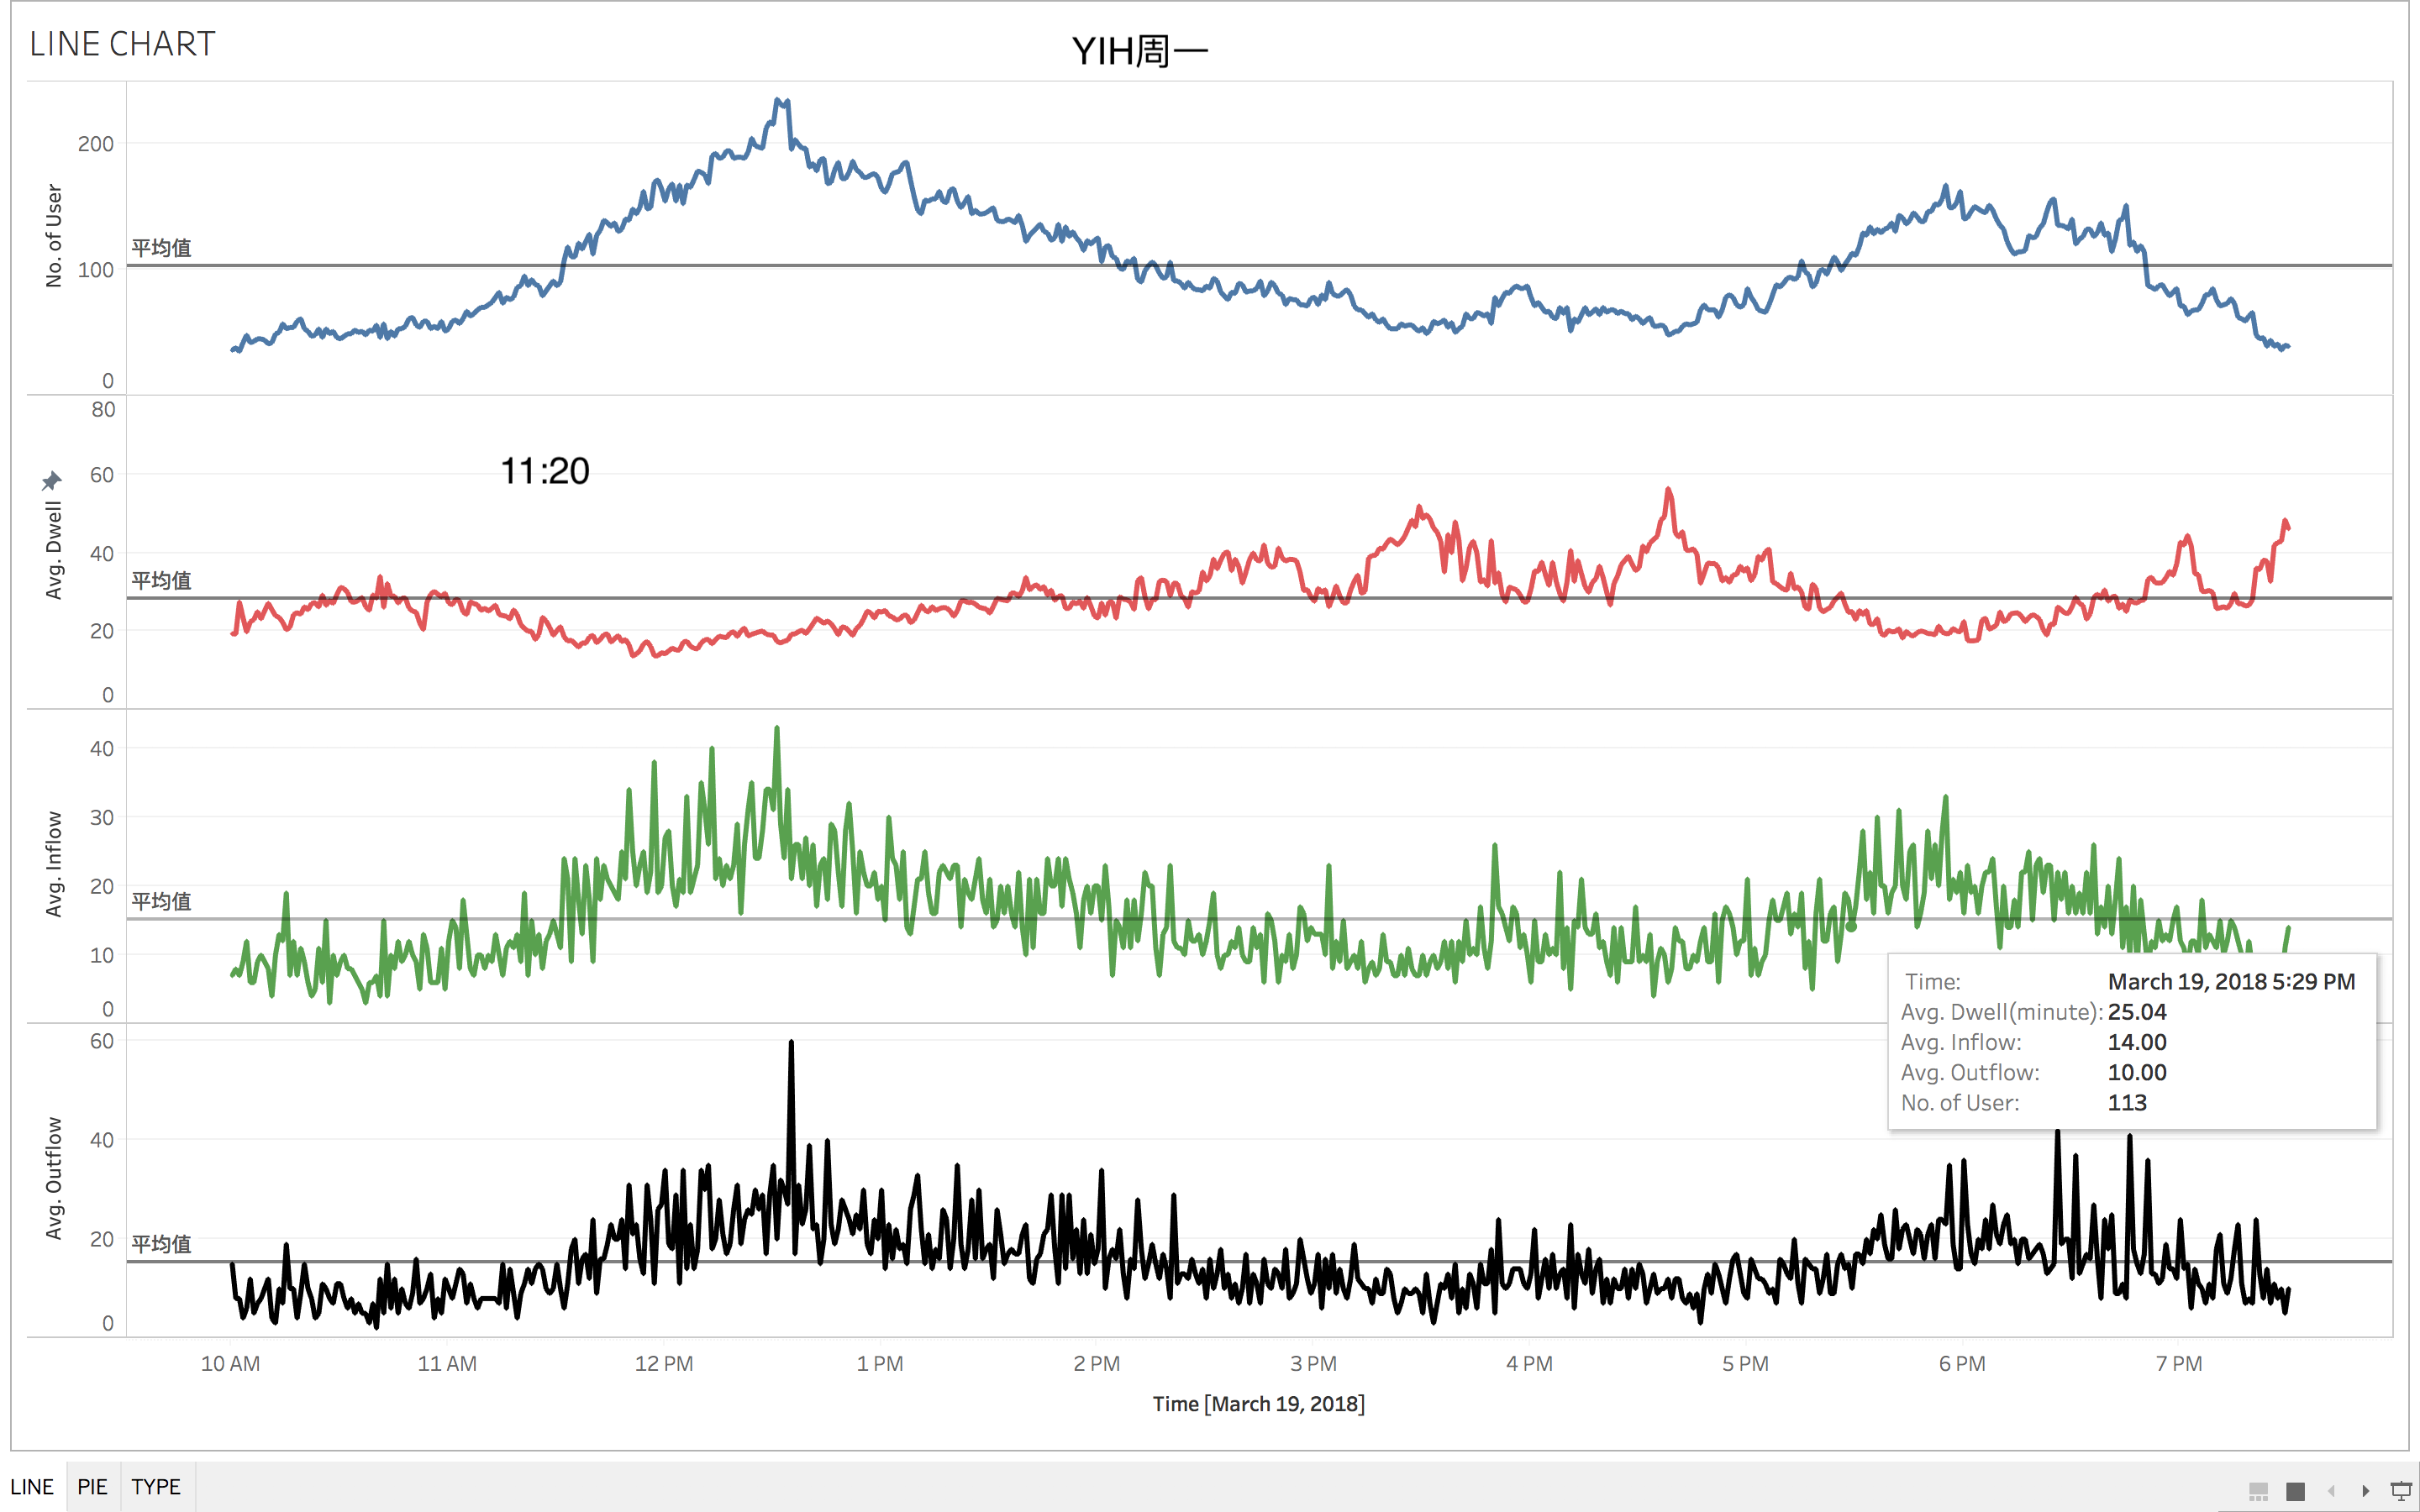 LINE CHART
YIH周一
No. of User
200
100
0
平均值
Avg. Dwell
80
60
40
20
0
平均值
11:20
Avg. Inflow
40
30
20
10
0
平均值
Time: March 19, 2018 5:29 PM
Avg. Dwell(minute): 25.04
Avg. Inflow: 14.00
Avg. Outflow: 10.00
No. of User: 113
Avg. Outflow
60
40
20
0
平均值
10 AM 11 AM 12 PM 1 PM 2 PM 3 PM 4 PM 5 PM 6 PM 7 PM
Time [March 19, 2018]
LINE PIE TYPE